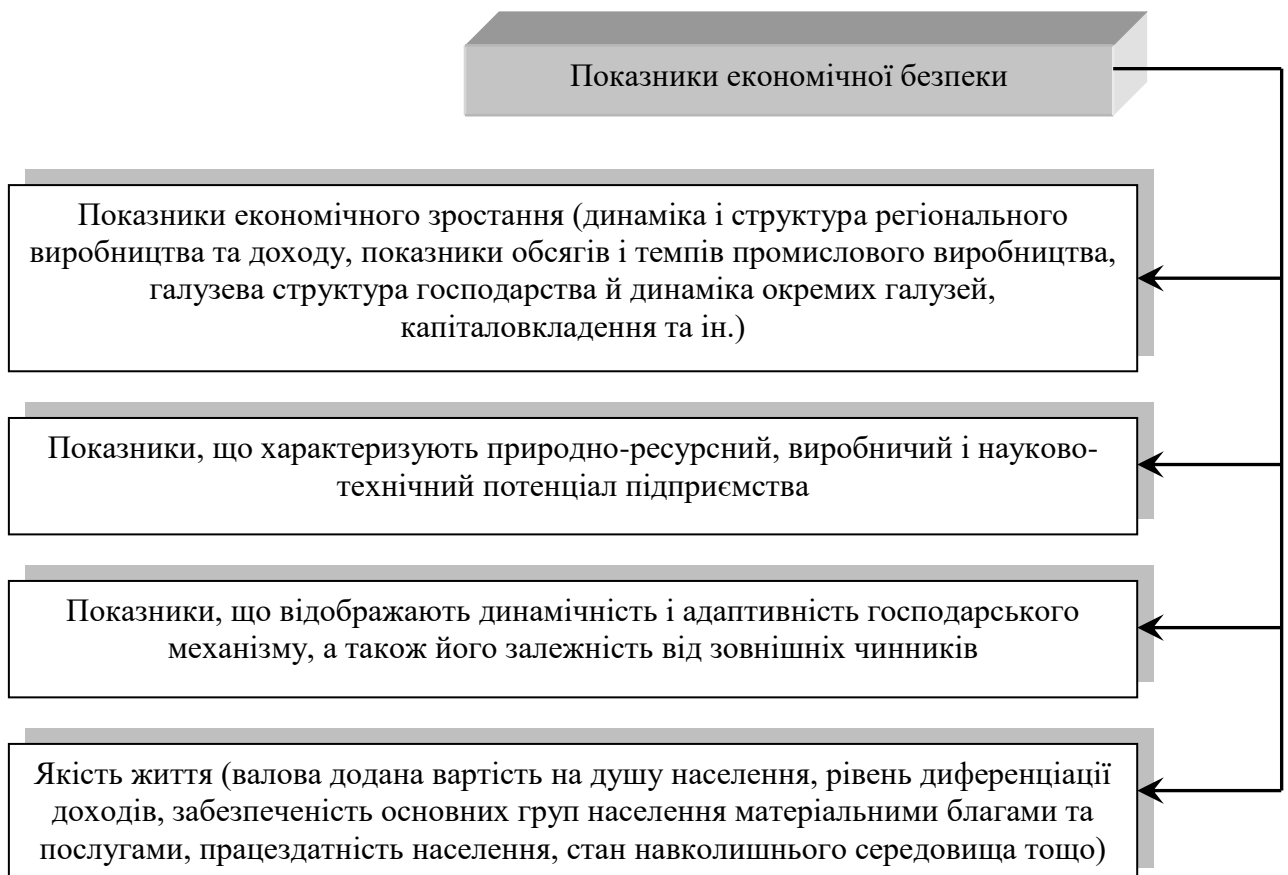 Показники економічної безпеки
Показники економічного зростання (динаміка і структура регіонального
виробництва та доходу, показники обсягів і темпів промислового виробництва,
галузева структура господарства й динаміка окремих галузей,
капіталовкладення та ін.)
Показники, що характеризують природно-ресурсний, виробничий і науково-
технічний потенціал підприємства
Показники, що відображають динамічність і адаптивність господарського
механізму, а також його залежність від зовнішніх чинників
Якість життя (валова додана вартість на душу населення, рівень диференціації
доходів, забезпеченість основних груп населення матеріальними благами та
послугами, працездатність населення, стан навколишнього середовища тощо)